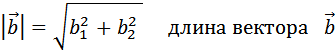 |b⃗| = √(b₁² + b₂²) длина вектора b⃗